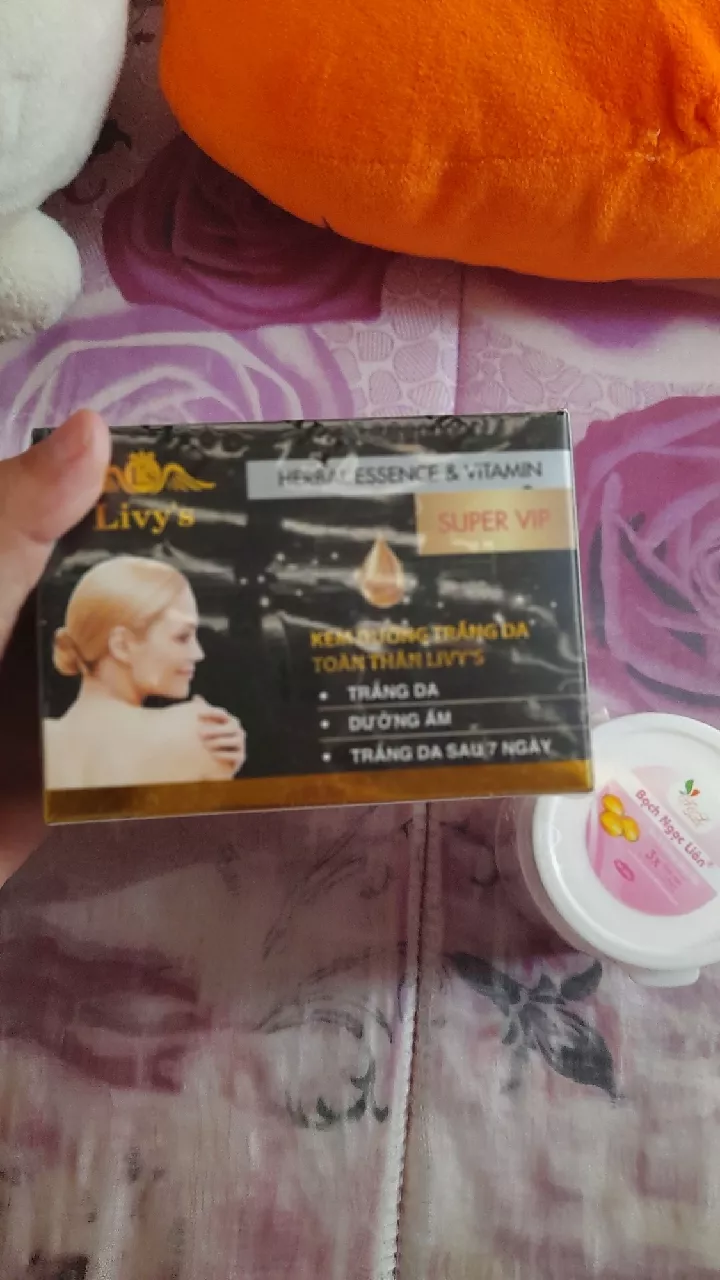 Livy's
HERBAL ESSENCE & VITAMIN
SUPER VIP
KEM DƯỠNG TRẮNG DA
TOÀN THÂN LIVY'S
• TRẮNG DA
• DƯỠNG ẨM
• TRẮNG DA SAU 7 NGÀY
Bạch Ngọc Liên
3x